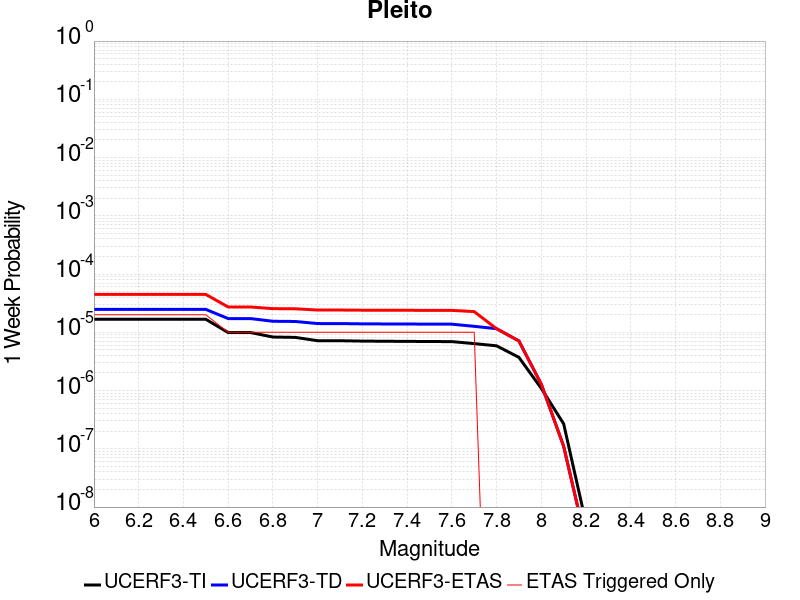 Pleito
10^0
10^-1
10^-2
10^-3
10^-4
10^-5
10^-6
10^-7
10^-8
1 Week Probability
6 6.2 6.4 6.6 6.8 7 7.2 7.4 7.6 7.8 8 8.2 8.4 8.6 8.8 9
Magnitude
UCERF3-TI UCERF3-TD UCERF3-ETAS ETAS Triggered Only